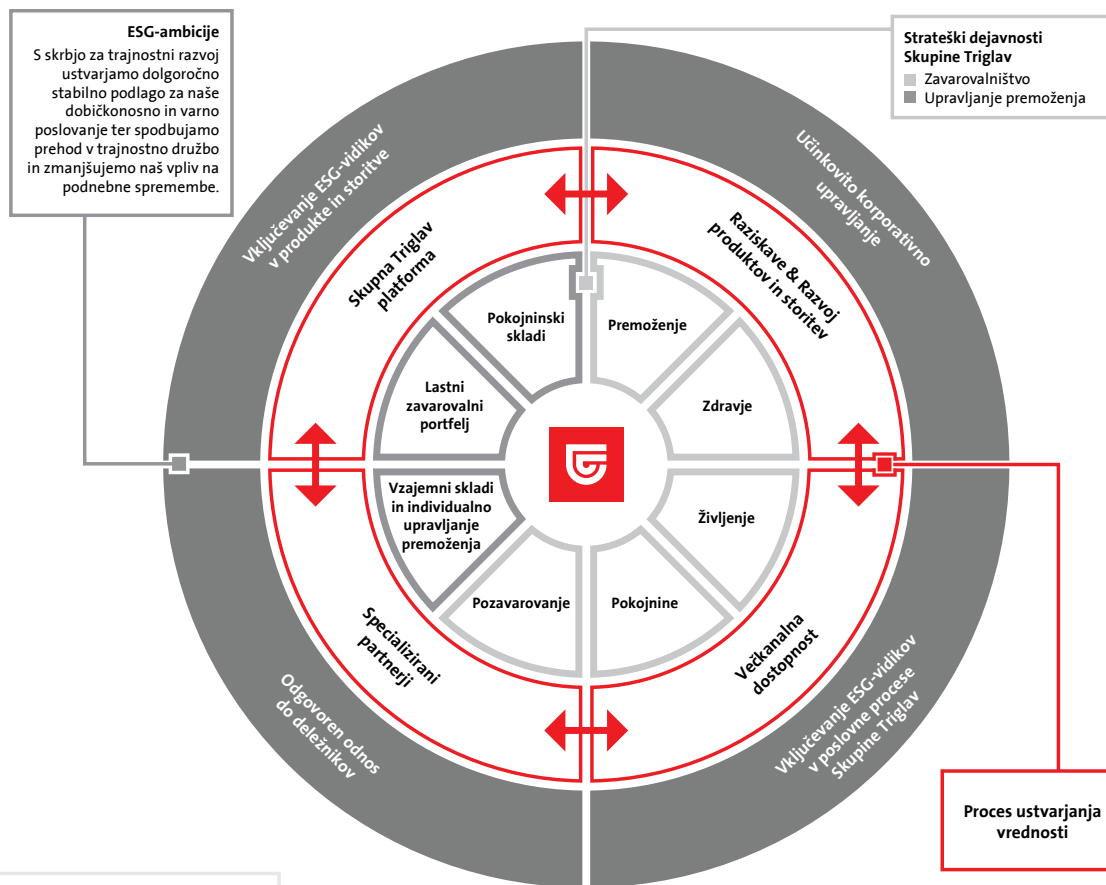 ESG-ambicije
S skrbjo za trajnostni razvoj
ustvarjamo dolgoročno
stabilno podlago za naše
dobičkonosno in varno
poslovanje ter spodbujamo
prehod v trajnostno družbo
in zmanjšujemo naš vpliv na
podnebne spremembe.
Strateški dejavnosti
Skupine Triglav
Zavarovalništvo
Upravljanje premoženja
Vključevanje ESG-vidikov
v produkte in storitve
Učinkovito korporativno
upravljanje
Skupna Triglav
platforma
Raziskave & Razvoj
produktov in storitev
Pokojninski
skladi
Premoženje
Lastni
zavarovalni
portfelj
Zdravje
Vzajemni skladi
in individualno
upravljanje
premoženja
Življenje
Pozavarovanje
Pokojnine
Specializirani
partnerji
Večkanalna
dostopnost
Odgovoren odnos
do deležnikov
Vključevanje ESG-vidikov
v poslovne procese
Skupine Triglav
Proces ustvarjanja
vrednosti